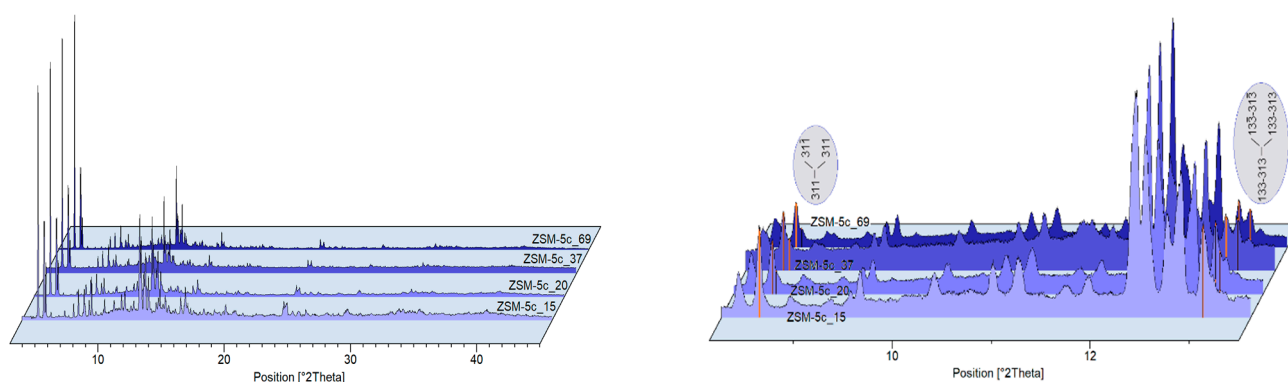 ZSM-5c_69
ZSM-5c_37
ZSM-5c_20
ZSM-5c_15
10
20
30
40
Position [°2Theta]
311̅
311
311
133̅-313̅
133-313
133-313
ZSM-5c_69
ZSM-5c_37
ZSM-5c_20
ZSM-5c_15
10
12
Position [°2Theta]